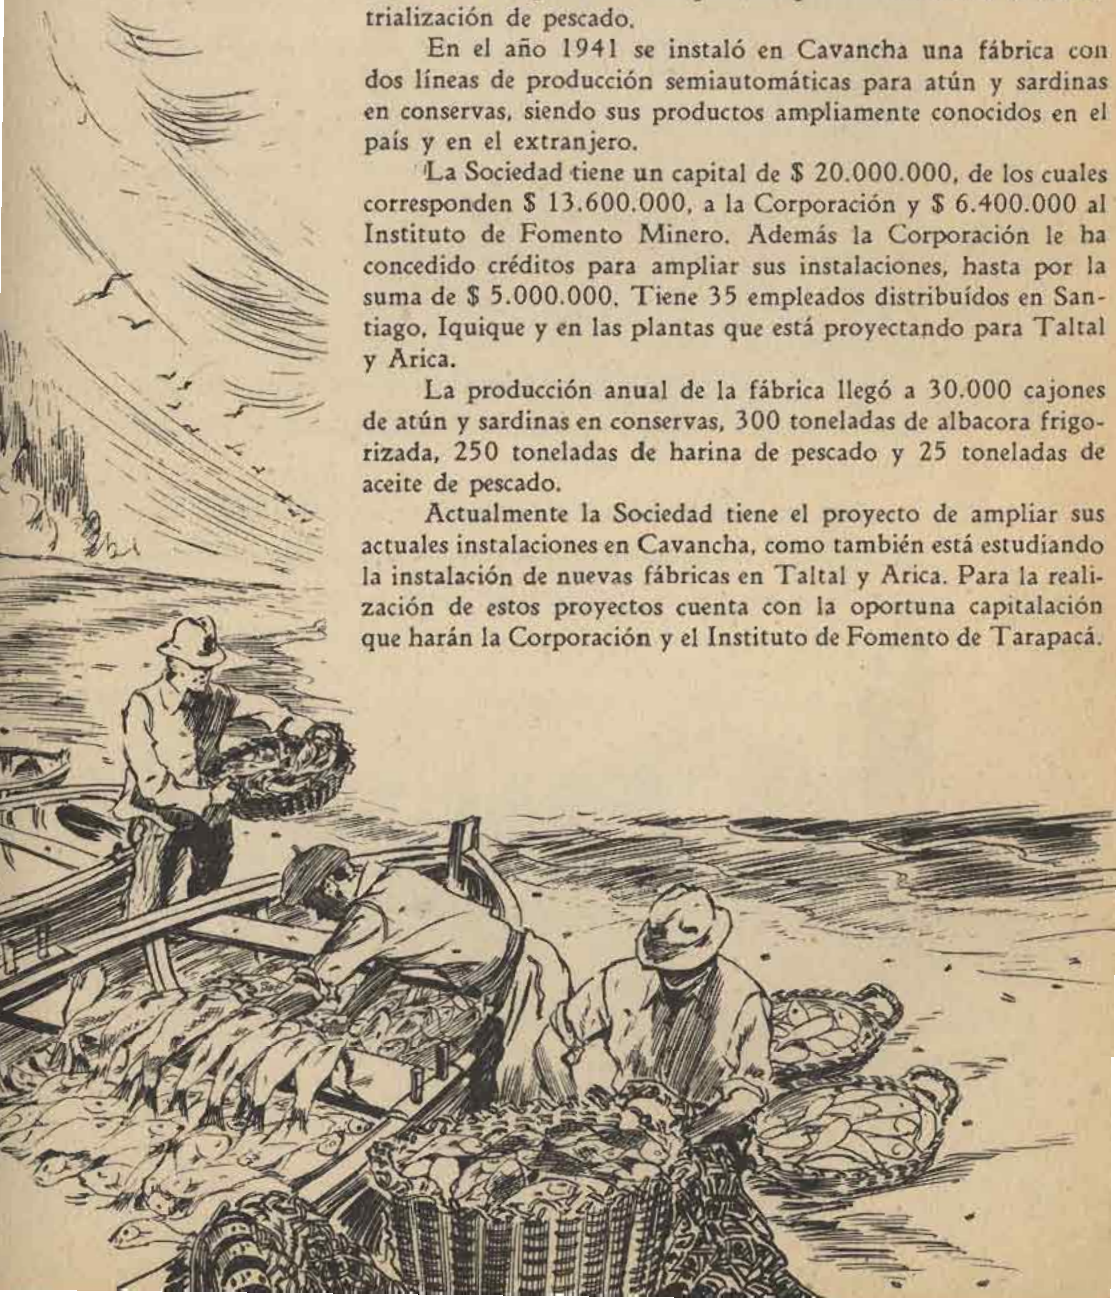 trialización de pescado.
En el año 1941 se instaló en Cavancha una fábrica con
dos líneas de producción semiautomáticas para atún y sardinas
en conservas, siendo sus productos ampliamente conocidos en el
país y en el extranjero.
La Sociedad tiene un capital de $ 20.000.000, de los cuales
corresponden $ 13.600.000, a la Corporación y $ 6.400.000 al
Instituto de Fomento Minero. Además la Corporación le ha
concedido créditos para ampliar sus instalaciones, hasta por la
suma de $ 5.000.000. Tiene 35 empleados distribuídos en San-
tiago, Iquique y en las plantas que está proyectando para Taltal
y Arica.
La producción anual de la fábrica llegó a 30.000 cajones
de atún y sardinas en conservas, 300 toneladas de albacora frigo-
rizada, 250 toneladas de harina de pescado y 25 toneladas de
aceite de pescado.
Actualmente la Sociedad tiene el proyecto de ampliar sus
actuales instalaciones en Cavancha, como también está estudiando
la instalación de nuevas fábricas en Taltal y Arica. Para la reali-
zación de estos proyectos cuenta con la oportuna capitalación
que harán la Corporación y el Instituto de Fomento de Tarapacá.